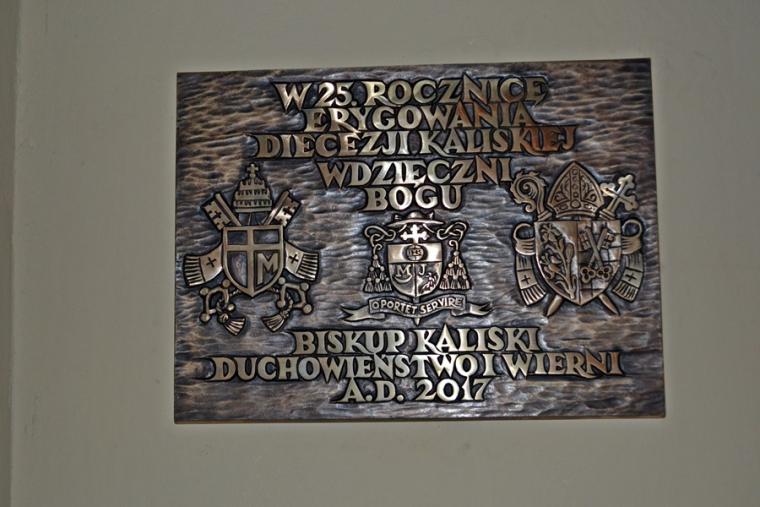 W 25. ROCZNICĘ
ERYGOWANIA
DIECEZJI KALISKIEJ
WDZIĘCZNI
BOGU
M
M J
OPORTET SERVIRE
BISKUP KALISKI
DUCHOWIEŃSTWO I WIERNI
A.D. 2017